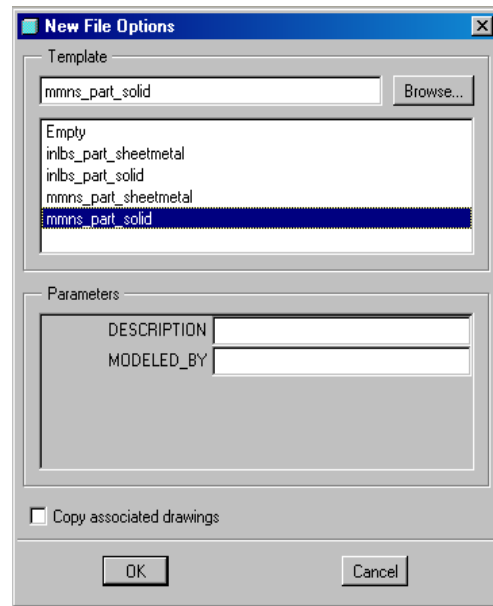 New File Options
Template
mmns_part_solid
Browse...
Empty
inlbs_part_sheetmetal
inlbs_part_solid
mmns_part_sheetmetal
mmns_part_solid
Parameters
DESCRIPTION
MODELED_BY
Copy associated drawings
OK
Cancel